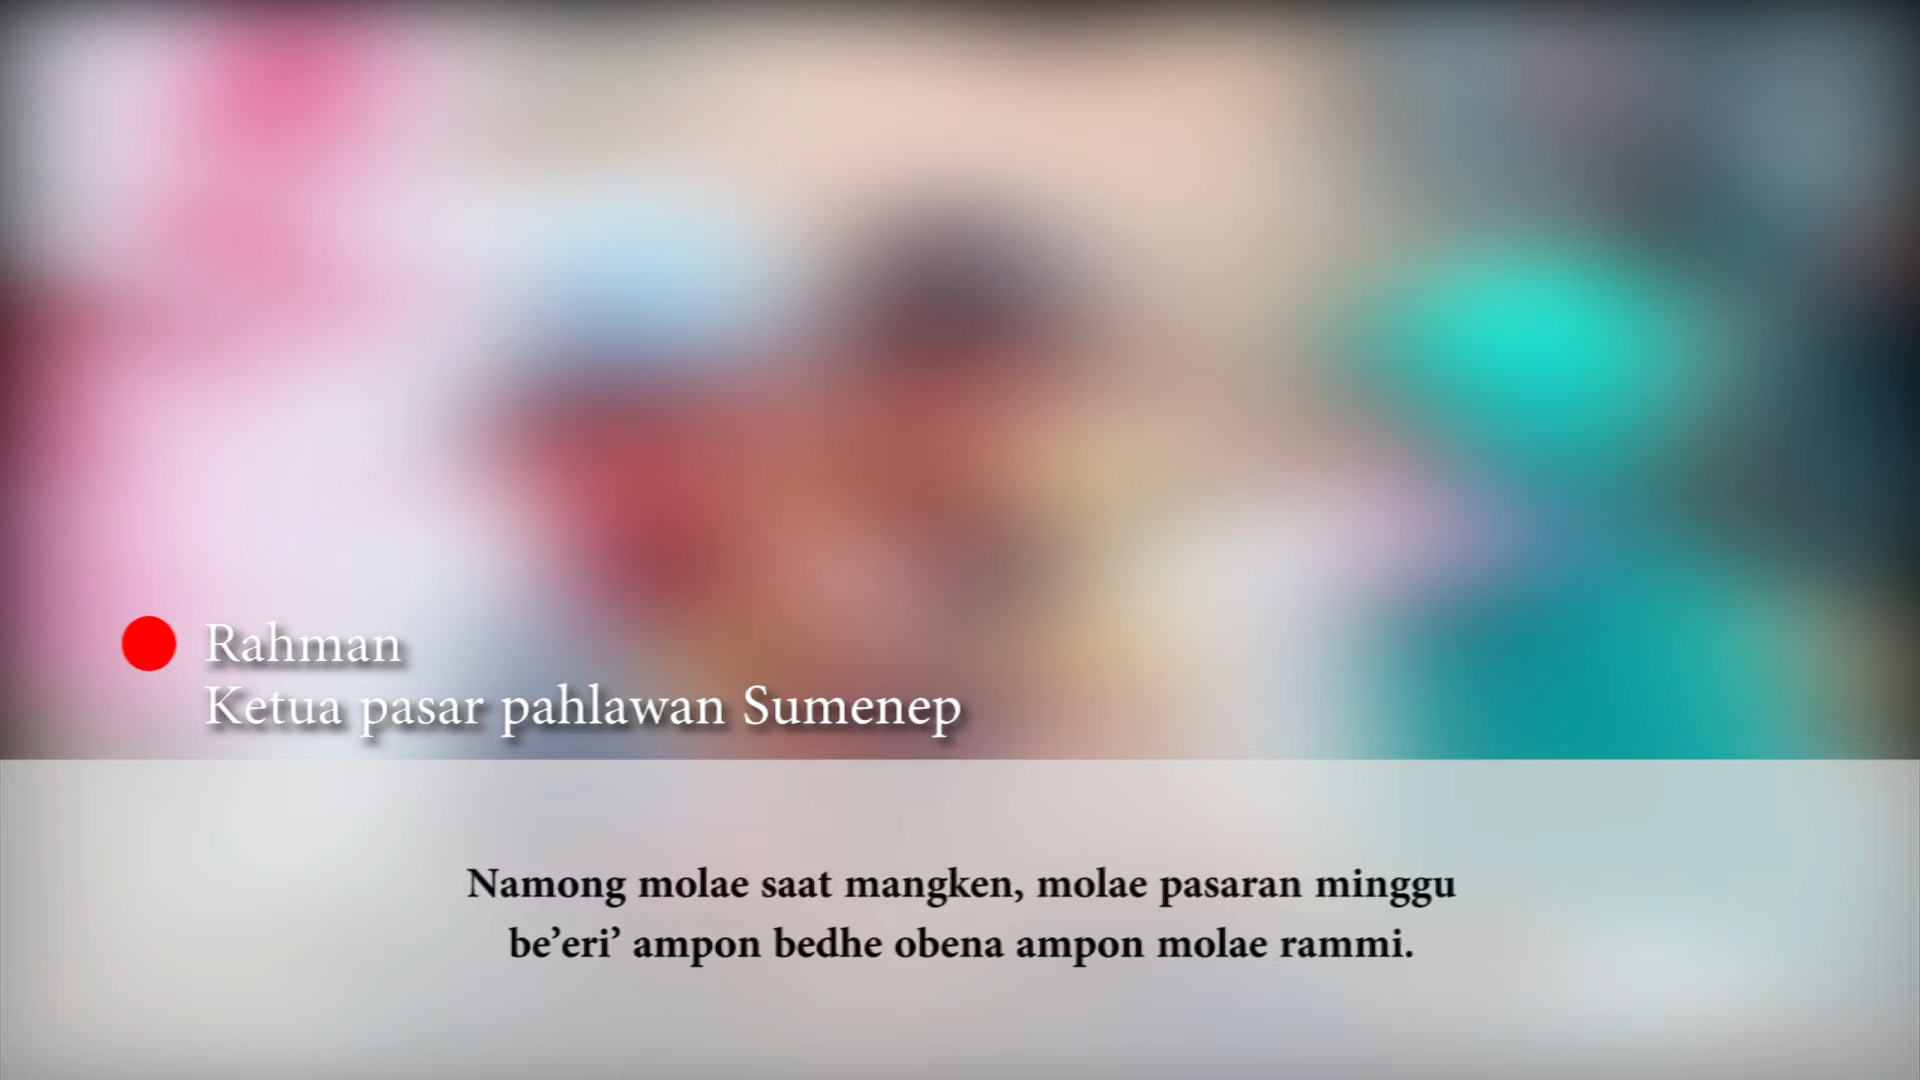 Rahman
Ketua pasar pahlawan Sumenep
Namong molae saat mangken, molae pasaran minggu
be’eri’ ampon bedhe obena ampon molae rammi.